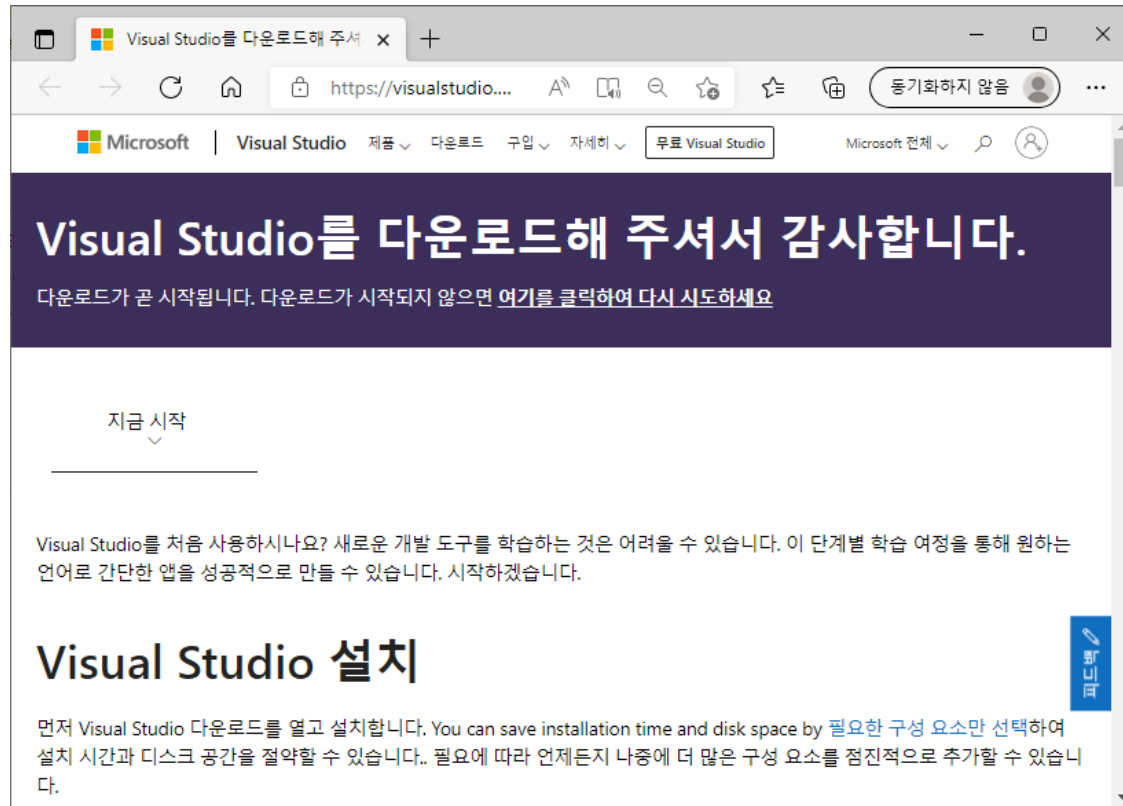 Visual Studio를 다운로드해 주셔
https://visualstudio....
동기화하지 않음
Microsoft Visual Studio 제품 다운로드 구입 자세히 무료 Visual Studio Microsoft 전체
Visual Studio를 다운로드해 주셔서 감사합니다.
다운로드가 곧 시작됩니다. 다운로드가 시작되지 않으면 여기를 클릭하여 다시 시도하세요
지금 시작
Visual Studio를 처음 사용하시나요? 새로운 개발 도구를 학습하는 것은 어려울 수 있습니다. 이 단계별 학습 여정을 통해 원하는
언어로 간단한 앱을 성공적으로 만들 수 있습니다. 시작하겠습니다.
Visual Studio 설치
피드백
먼저 Visual Studio 다운로드를 열고 설치합니다. You can save installation time and disk space by 필요한 구성 요소만 선택하여
설치 시간과 디스크 공간을 절약할 수 있습니다.. 필요에 따라 언제든지 나중에 더 많은 구성 요소를 점진적으로 추가할 수 있습니
다.